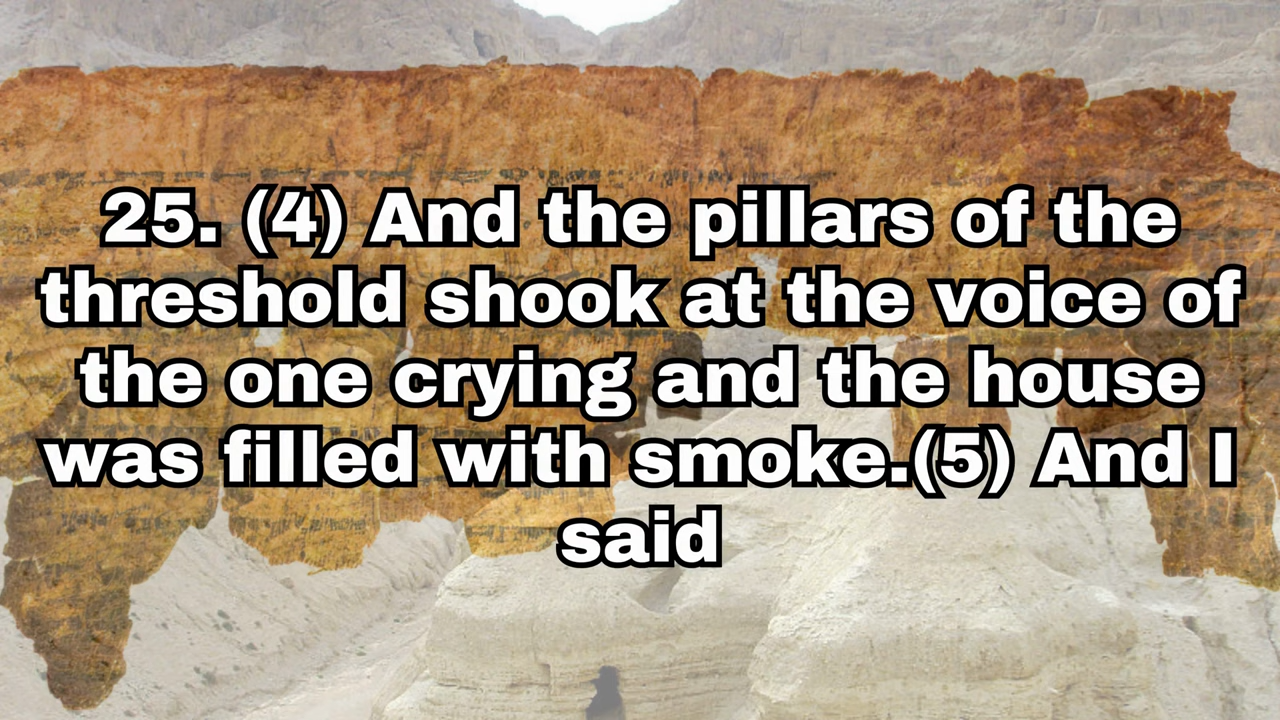 25. (4) And the pillars of the
threshold shook at the voice of
the one crying and the house
was filled with smoke.(5) And I
said